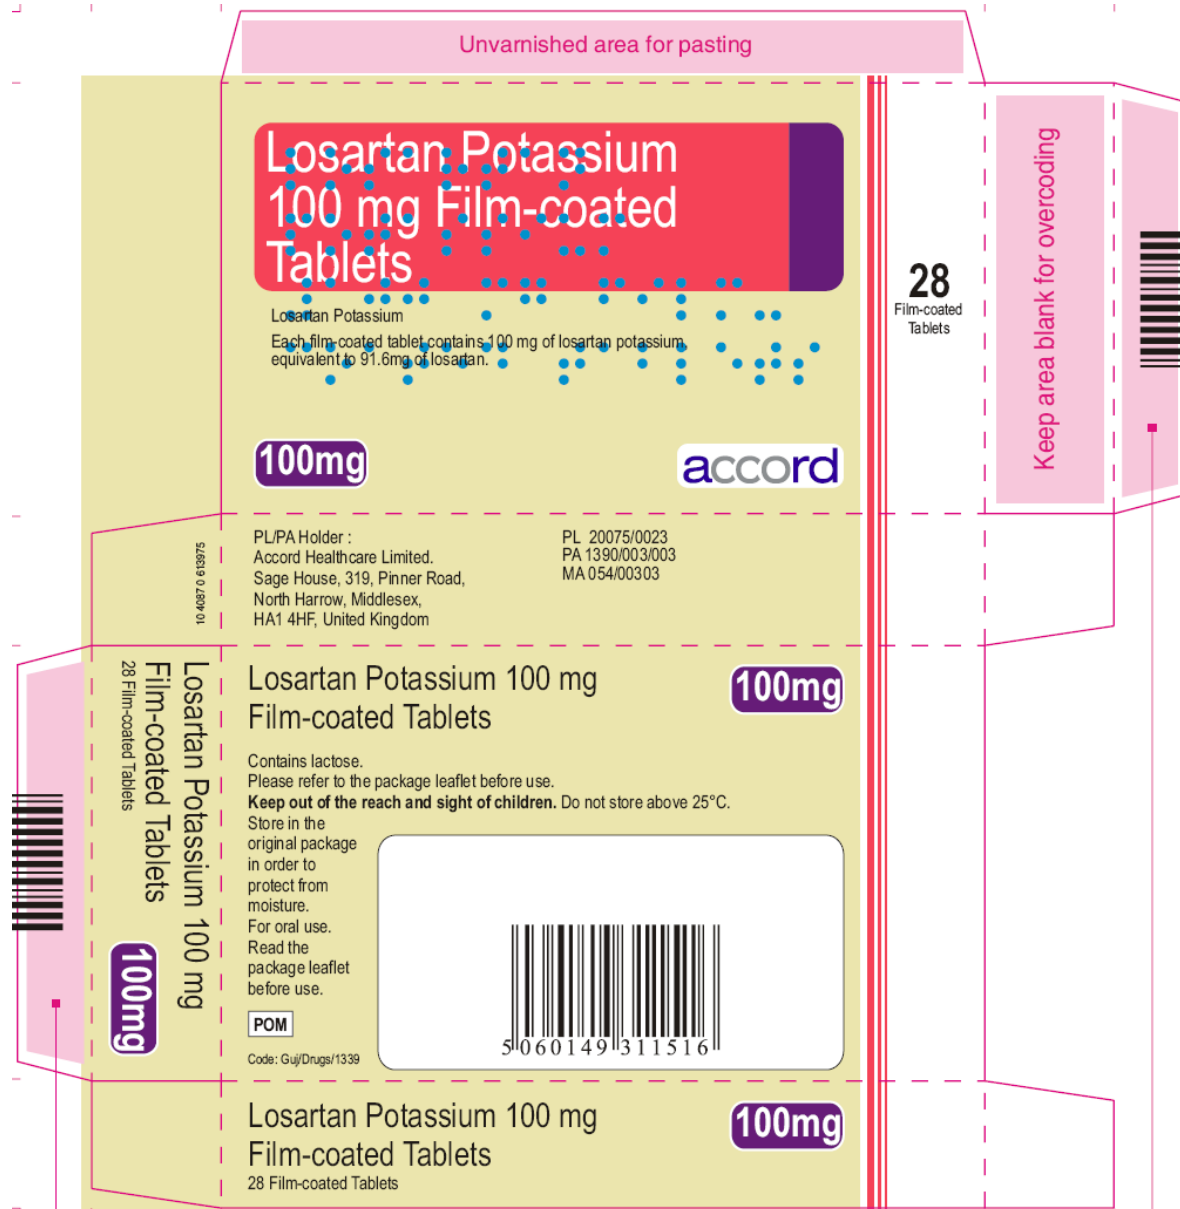 Unvarnished area for pasting
Losartan Potassium
100 mg Film-coated
Tablets
Losartan Potassium
Each film-coated tablet contains 100 mg of losartan potassium,
equivalent to 91.6mg of losartan.
100mg
accord
28
Film-coated
Tablets
Keep area blank for overcoding
PL/PA Holder :
Accord Healthcare Limited.
Sage House, 319, Pinner Road,
North Harrow, Middlesex,
HA1 4HF, United Kingdom
PL 20075/0023
PA 1390/003/003
MA 054/00303
10 4087 0 613975
Losartan Potassium 100 mg
Film-coated Tablets
28 Film-coated Tablets
100mg
Losartan Potassium 100 mg
Film-coated Tablets
100mg
Contains lactose.
Please refer to the package leaflet before use.
Keep out of the reach and sight of children. Do not store above 25°C.
Store in the
original package
in order to
protect from
moisture.
For oral use.
Read the
package leaflet
before use.
POM
Code: Guj/Drugs/1339
5 060149 311516
Losartan Potassium 100 mg
Film-coated Tablets
28 Film-coated Tablets
100mg